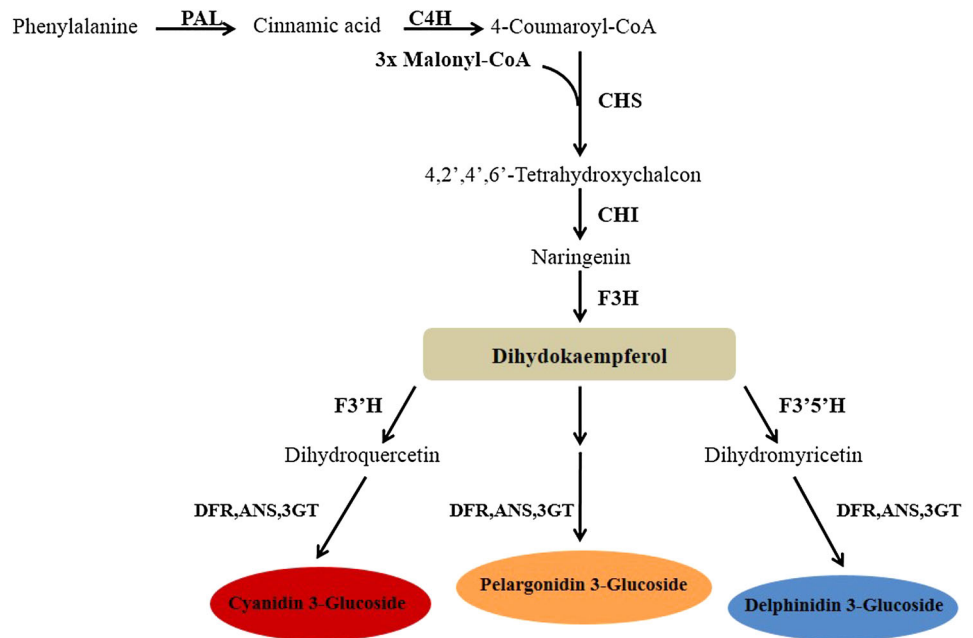 PAL
C4H
Phenylalanine
Cinnamic acid
4-Coumaroyl-CoA
3x Malonyl-CoA
CHS
4,2’,4’,6’-Tetrahydroxychalcon
CHI
Naringenin
F3H
Dihydokaempferol
F3’H
F3’5’H
Dihydroquercetin
Dihydromyricetin
DFR,ANS,3GT
DFR,ANS,3GT
DFR,ANS,3GT
Cyanidin 3-Glucoside
Pelargonidin 3-Glucoside
Delphinidin 3-Glucoside